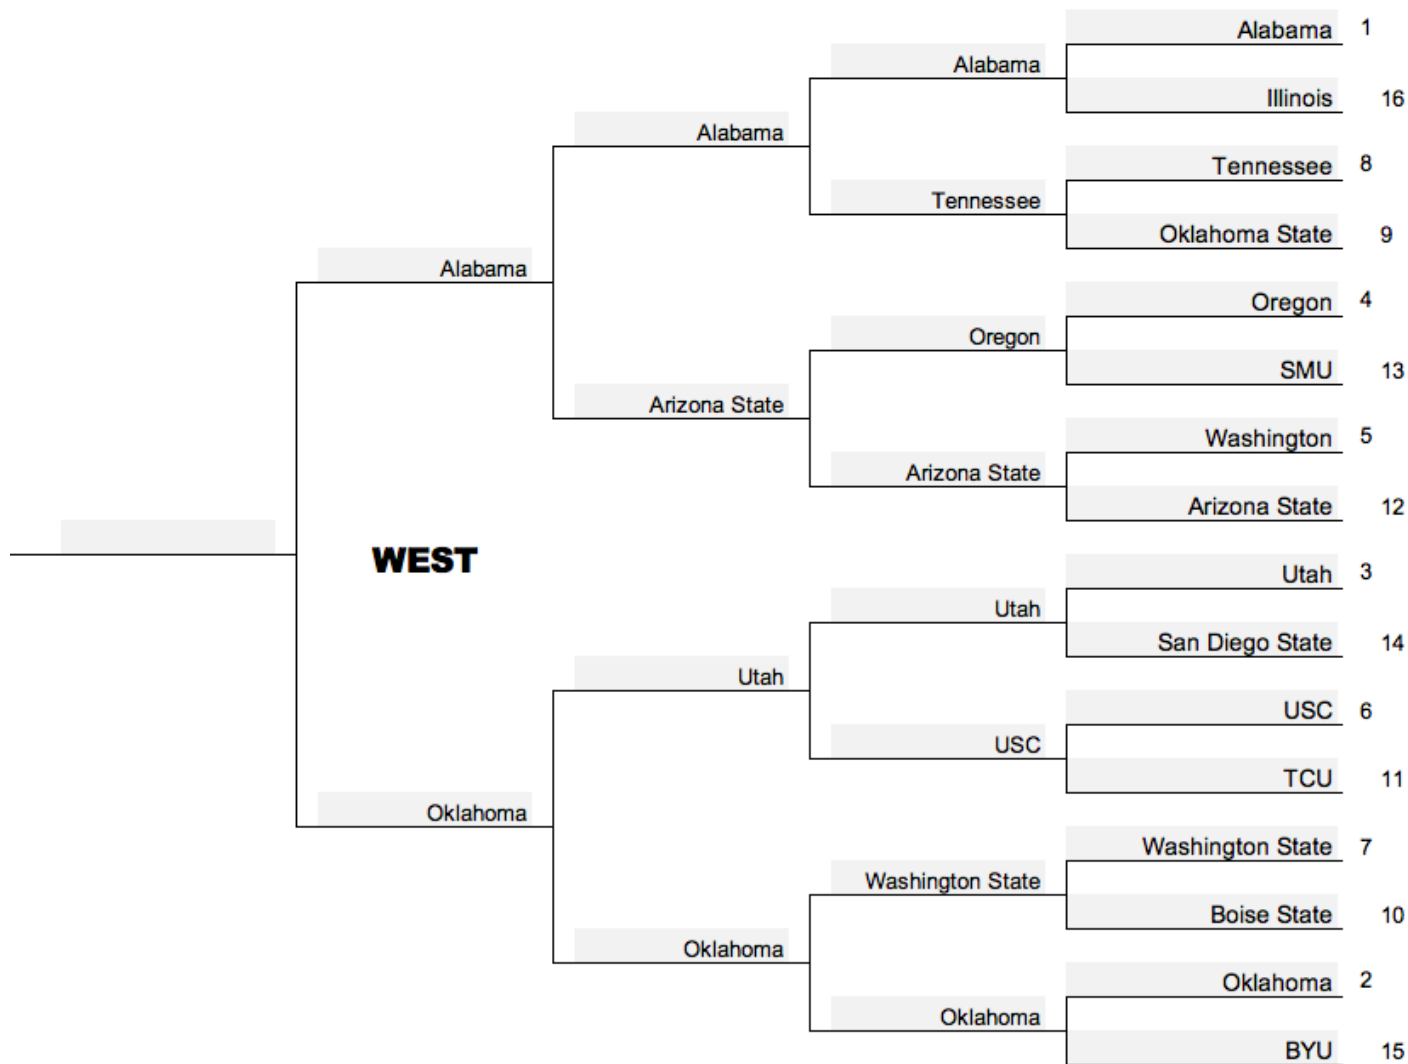 Alabama 1
Alabama
Illinois 16
Alabama
Tennessee 8
Tennessee
Oklahoma State 9
Alabama
Oregon 4
Oregon
SMU 13
Arizona State
Washington 5
Arizona State
Arizona State 12
WEST
Utah 3
Utah
San Diego State 14
Utah
USC 6
USC
TCU 11
Oklahoma
Washington State 7
Washington State
Boise State 10
Oklahoma
Oklahoma 2
Oklahoma
BYU 15